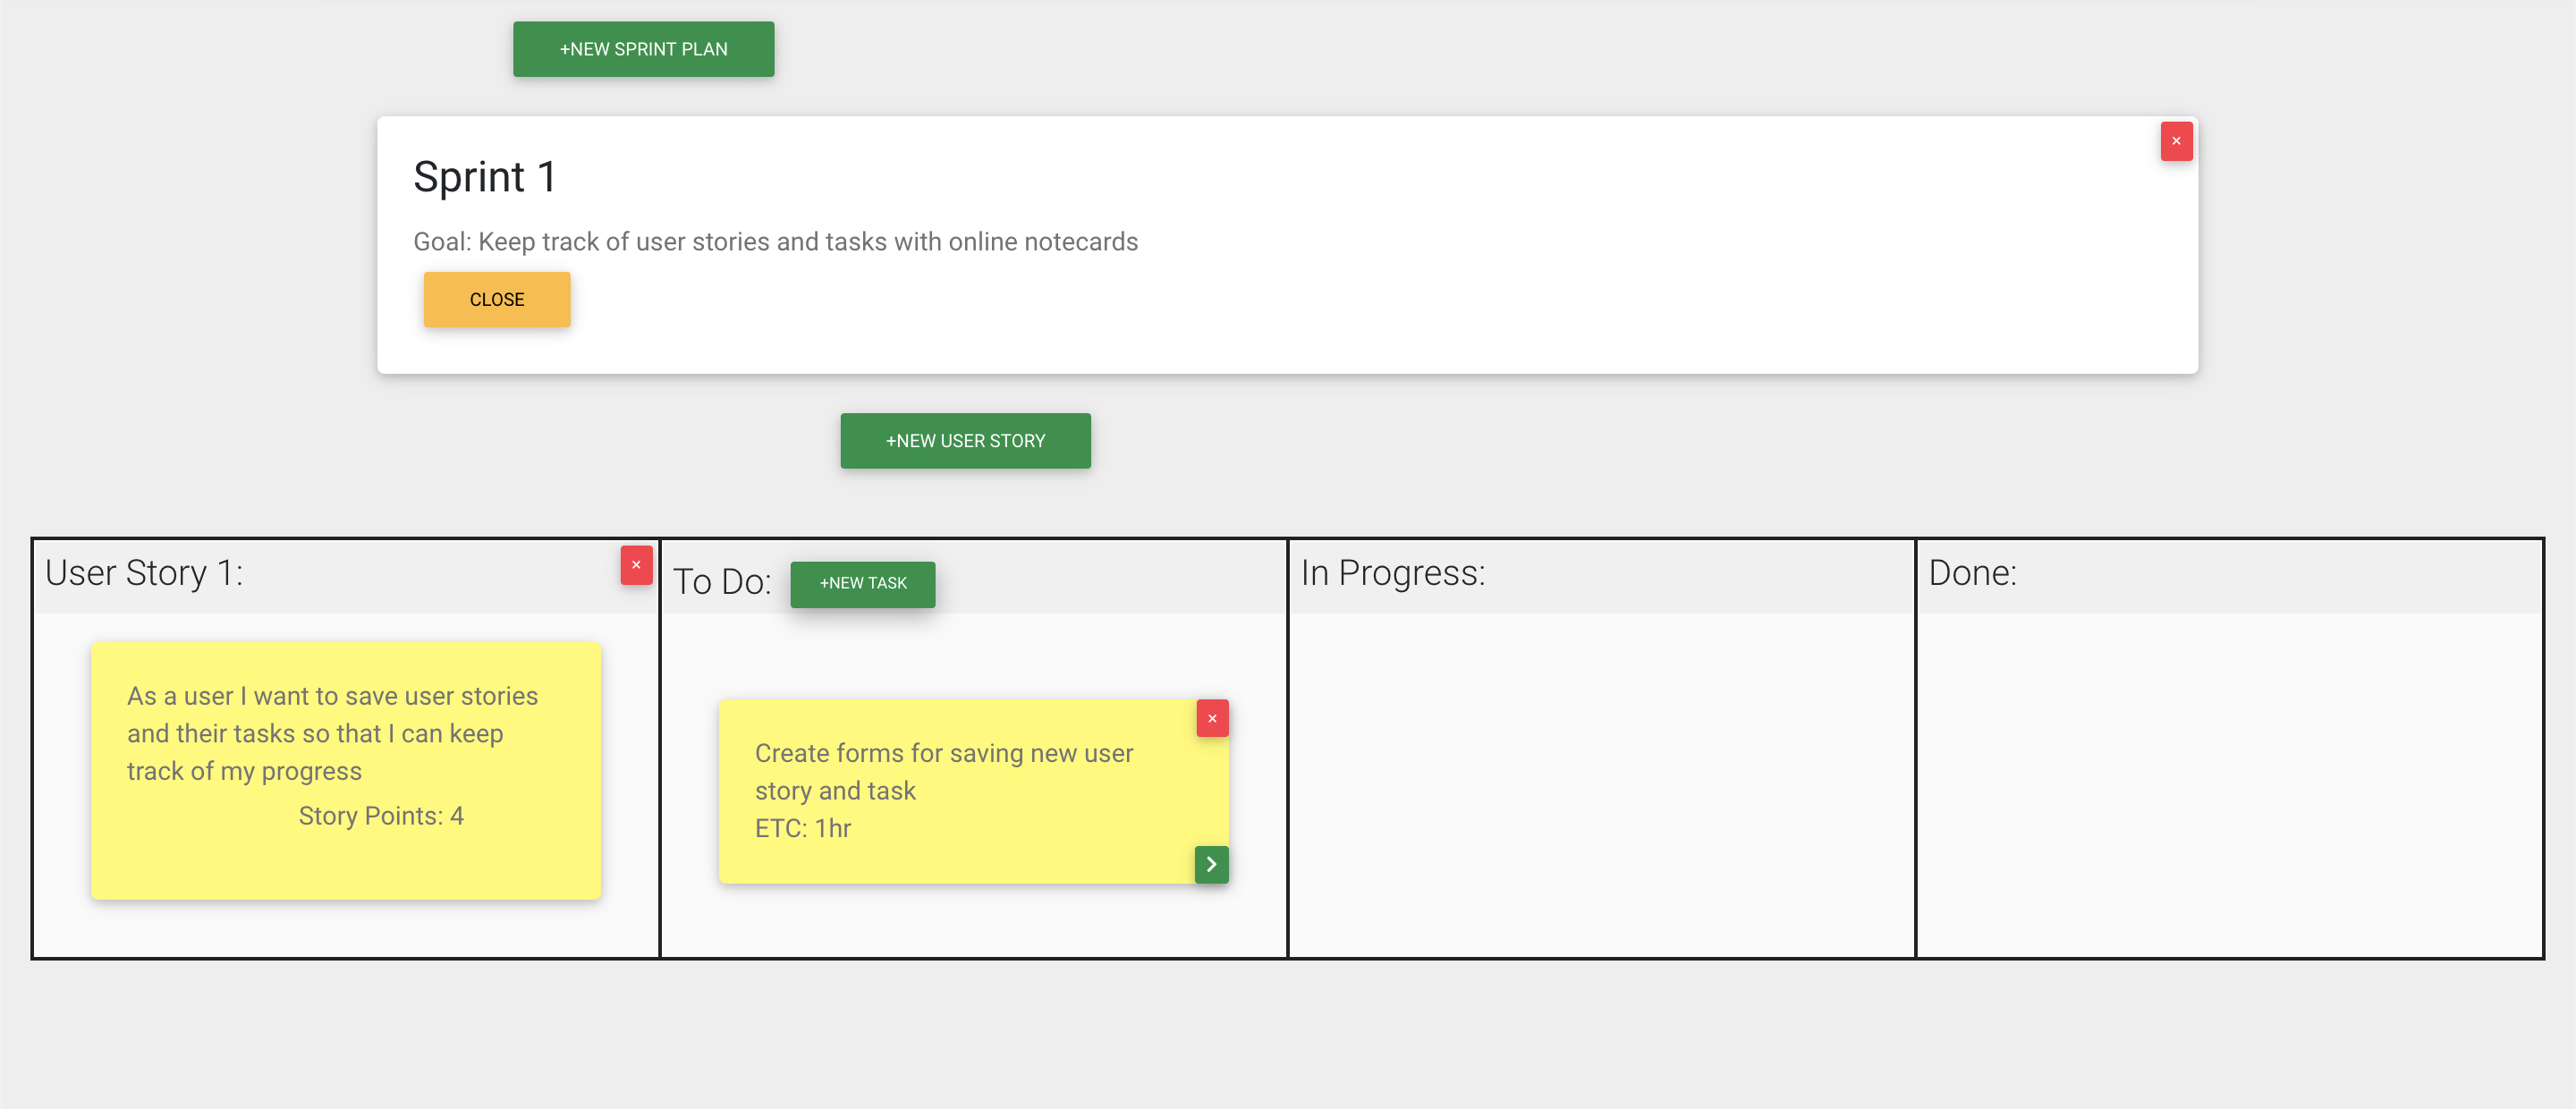 +NEW SPRINT PLAN
×
Sprint 1
Goal: Keep track of user stories and tasks with online notecards
CLOSE
+NEW USER STORY
User Story 1:
×
To Do:
+NEW TASK
In Progress:
Done:
As a user I want to save user stories
and their tasks so that I can keep
track of my progress
Story Points: 4
×
Create forms for saving new user
story and task
ETC: 1hr